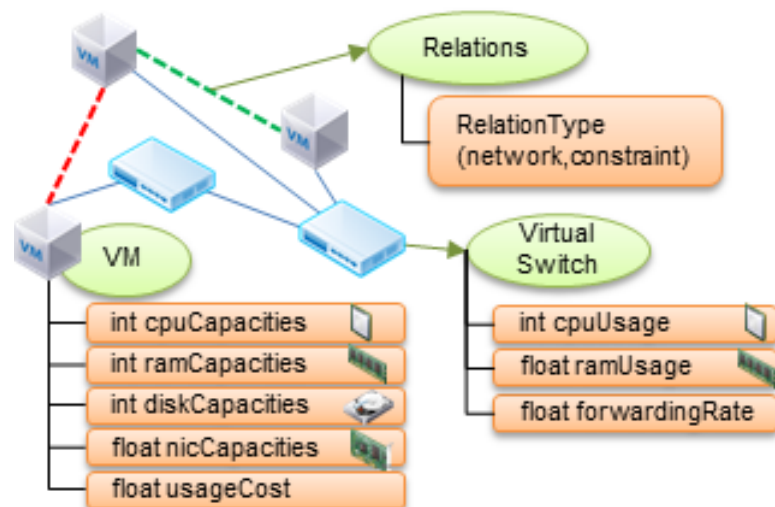 VM
Relations
RelationType
(network,constraint)
VM
VM
VM
Virtual
Switch
int cpuCapacities
int ramCapacities
int diskCapacities
float nicCapacities
float usageCost
int cpuUsage
float ramUsage
float forwardingRate